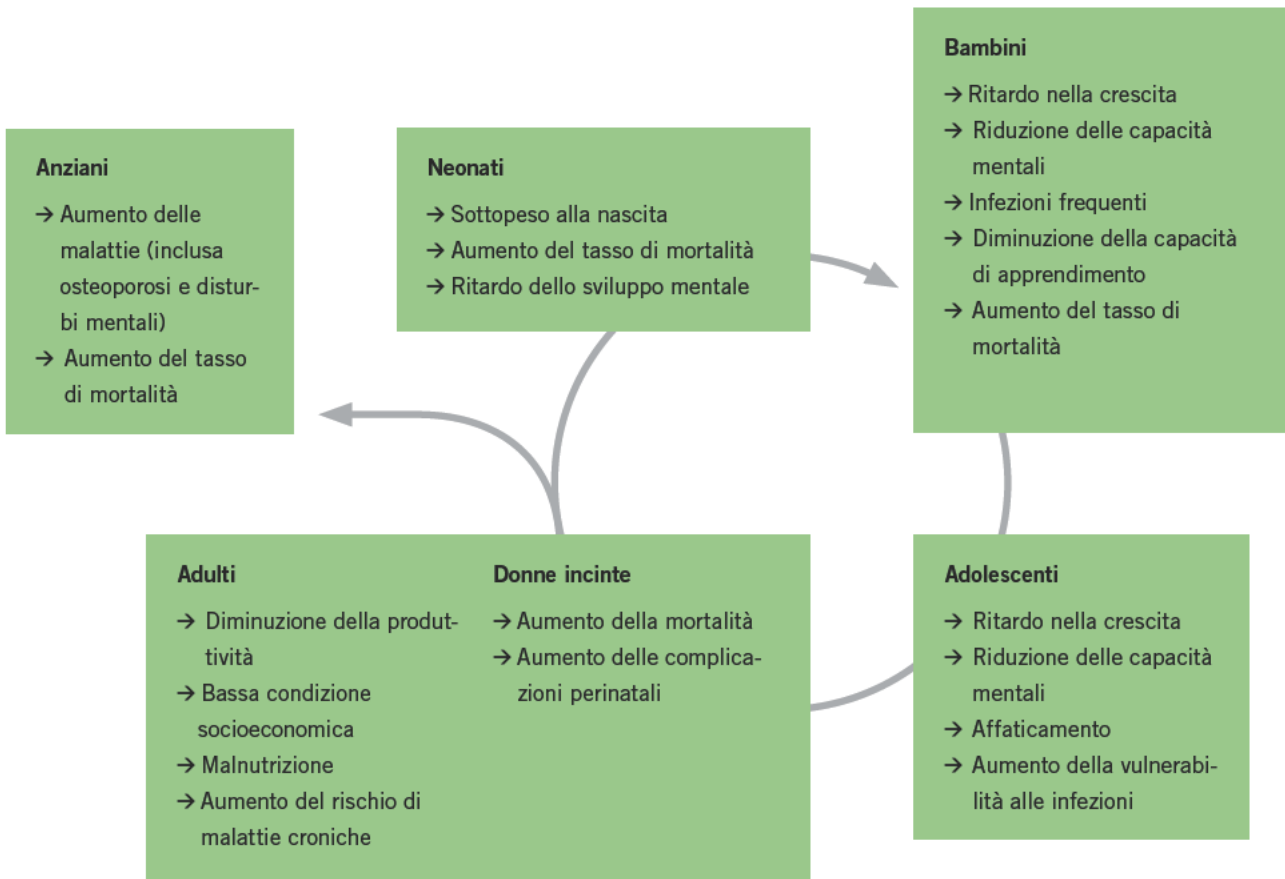 Anziani
→ Aumento delle
malattie (inclusa
osteoporosi e distur-
bi mentali)
→ Aumento del tasso
di mortalità
Neonati
→ Sottopeso alla nascita
→ Aumento del tasso di mortalità
→ Ritardo dello sviluppo mentale
Bambini
→ Ritardo nella crescita
→ Riduzione delle capacità
mentali
→ Infezioni frequenti
→ Diminuzione della capacità
di apprendimento
→ Aumento del tasso di
mortalità
Adulti
→ Diminuzione della produt-
tività
→ Bassa condizione
socioeconomica
→ Malnutrizione
→ Aumento del rischio di
malattie croniche
Donne incinte
→ Aumento della mortalità
→ Aumento delle complica-
zioni perinatali
Adolescenti
→ Ritardo nella crescita
→ Riduzione delle capacità
mentali
→ Affaticamento
→ Aumento della vulnerabi-
lità alle infezioni